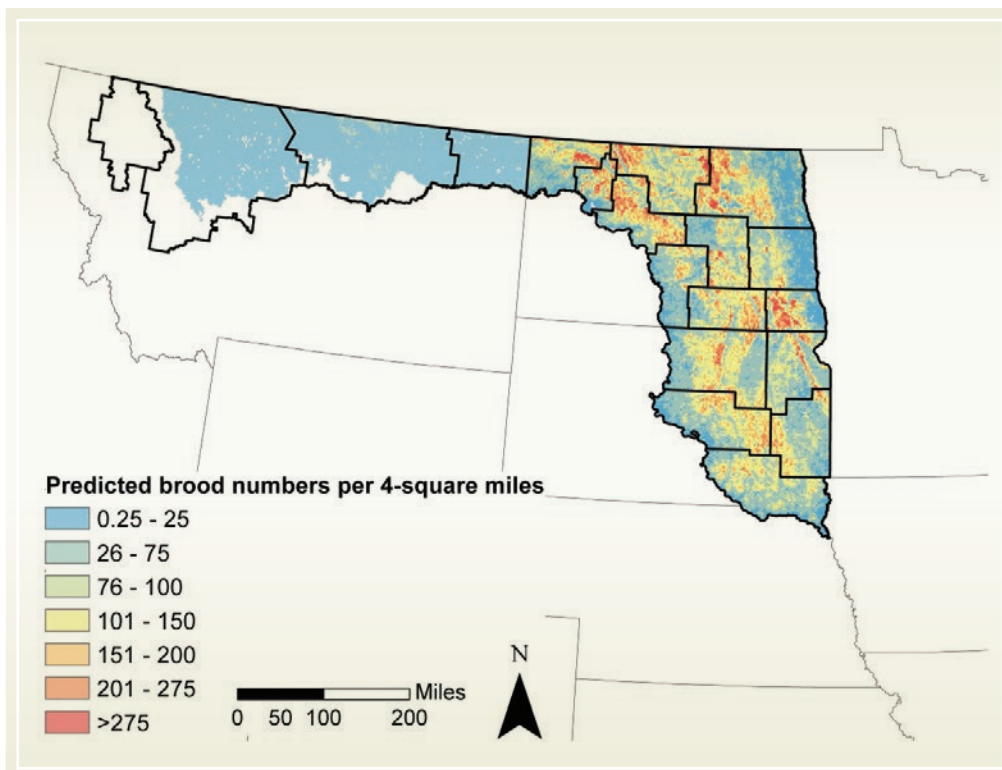 Predicted brood numbers per 4-square miles
0.25 - 25
26 - 75
76 - 100
101 - 150
151 - 200
201 - 275
>275
N
Miles
0 50 100 200